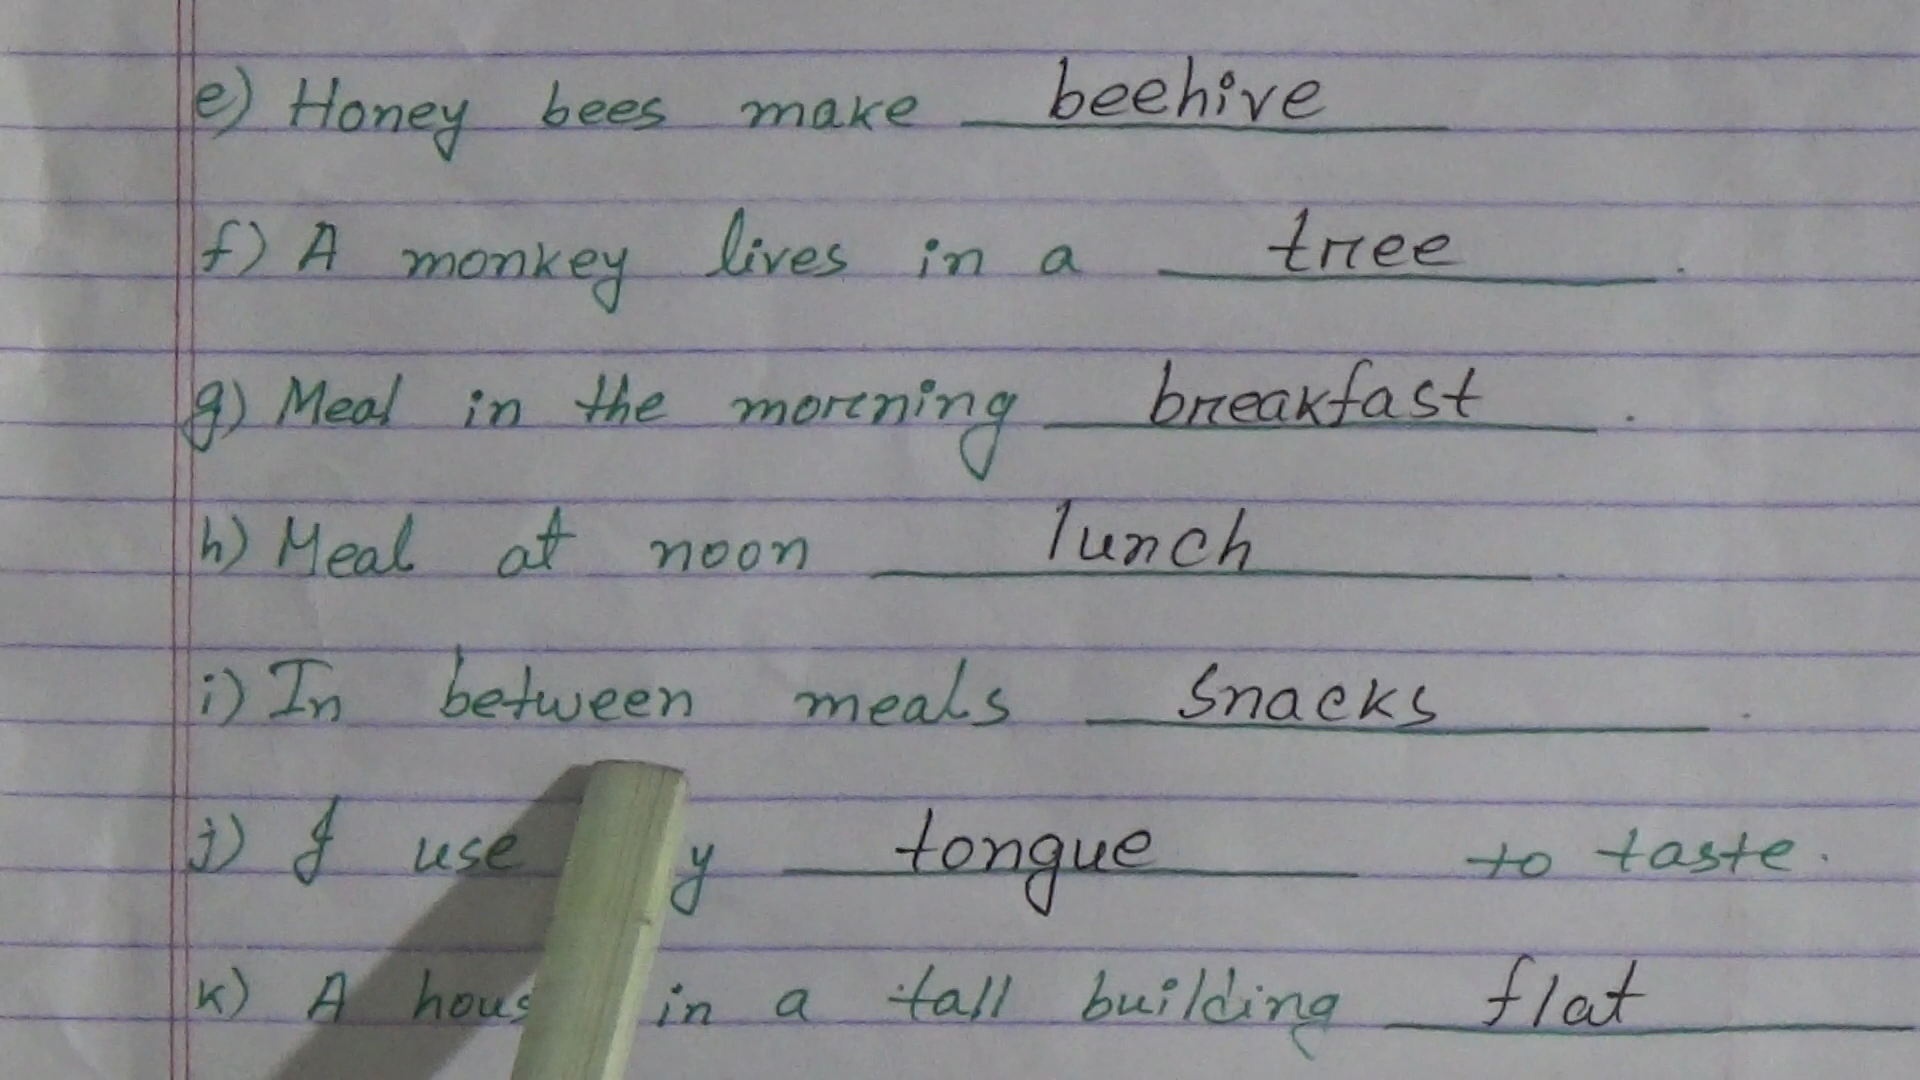 e) Honey bees make beehive
f) A monkey lives in a tree.
g) Meal in the morning breakfast.
h) Meal at noon lunch
i) In between meals snacks.
j) I use tongue to taste.
k) A in a tall building flat